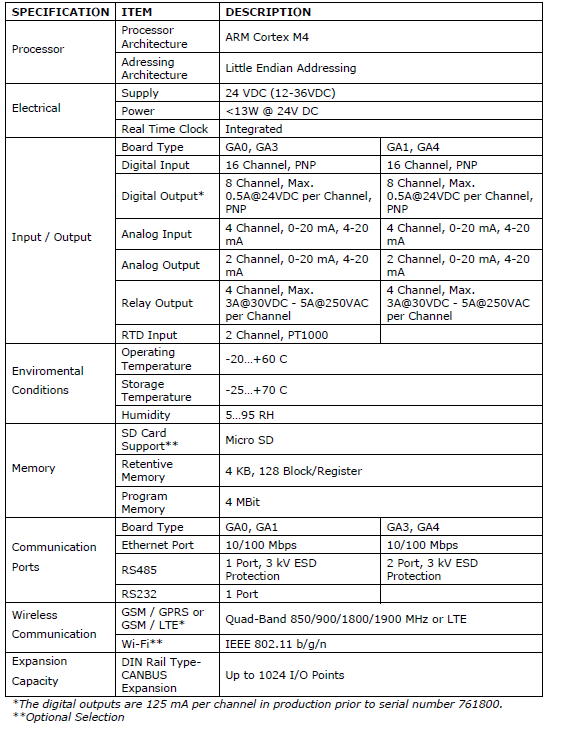 SPECIFICATION ITEM DESCRIPTION
Processor
Processor
Architecture
ARM Cortex M4
Adressing
Architecture
Little Endian Addressing
Electrical
Supply 24 VDC (12-36VDC)
Power <13W @ 24V DC
Real Time Clock Integrated
Input / Output
Board Type GA0, GA3 GA1, GA4
Digital Input 16 Channel, PNP 16 Channel, PNP
Digital Output*
8 Channel, Max.
0.5A@24VDC per Channel,
PNP
8 Channel, Max.
0.5A@24VDC per Channel,
PNP
Analog Input
4 Channel, 0-20 mA, 4-20
mA
4 Channel, 0-20 mA, 4-20
mA
Analog Output
2 Channel, 0-20 mA, 4-20
mA
2 Channel, 0-20 mA, 4-20
mA
Relay Output
4 Channel, Max.
3A@30VDC - 5A@250VAC
per Channel
4 Channel, Max.
3A@30VDC - 5A@250VAC
per Channel
RTD Input 2 Channel, PT1000
Enviromental
Conditions
Operating
Temperature
-20…+60 C
Storage
Temperature
-25…+70 C
Humidity 5…95 RH
Memory
SD Card
Support**
Micro SD
Retentive
Memory
4 KB, 128 Block/Register
Program
Memory
4 MBit
Communication
Ports
Board Type GA0, GA1 GA3, GA4
Ethernet Port 10/100 Mbps 10/100 Mbps
RS485
1 Port, 3 kV ESD
Protection
2 Port, 3 kV ESD
Protection
RS232 1 Port
Wireless
Communication
GSM / GPRS or
GSM / LTE*
Quad-Band 850/900/1800/1900 MHz or LTE
Wi-Fi** IEEE 802.11 b/g/n
Expansion
Capacity
DIN Rail Type-
CANBUS
Expansion
Up to 1024 I/O Points
*The digital outputs are 125 mA per channel in production prior to serial number 761800.
**Optional Selection